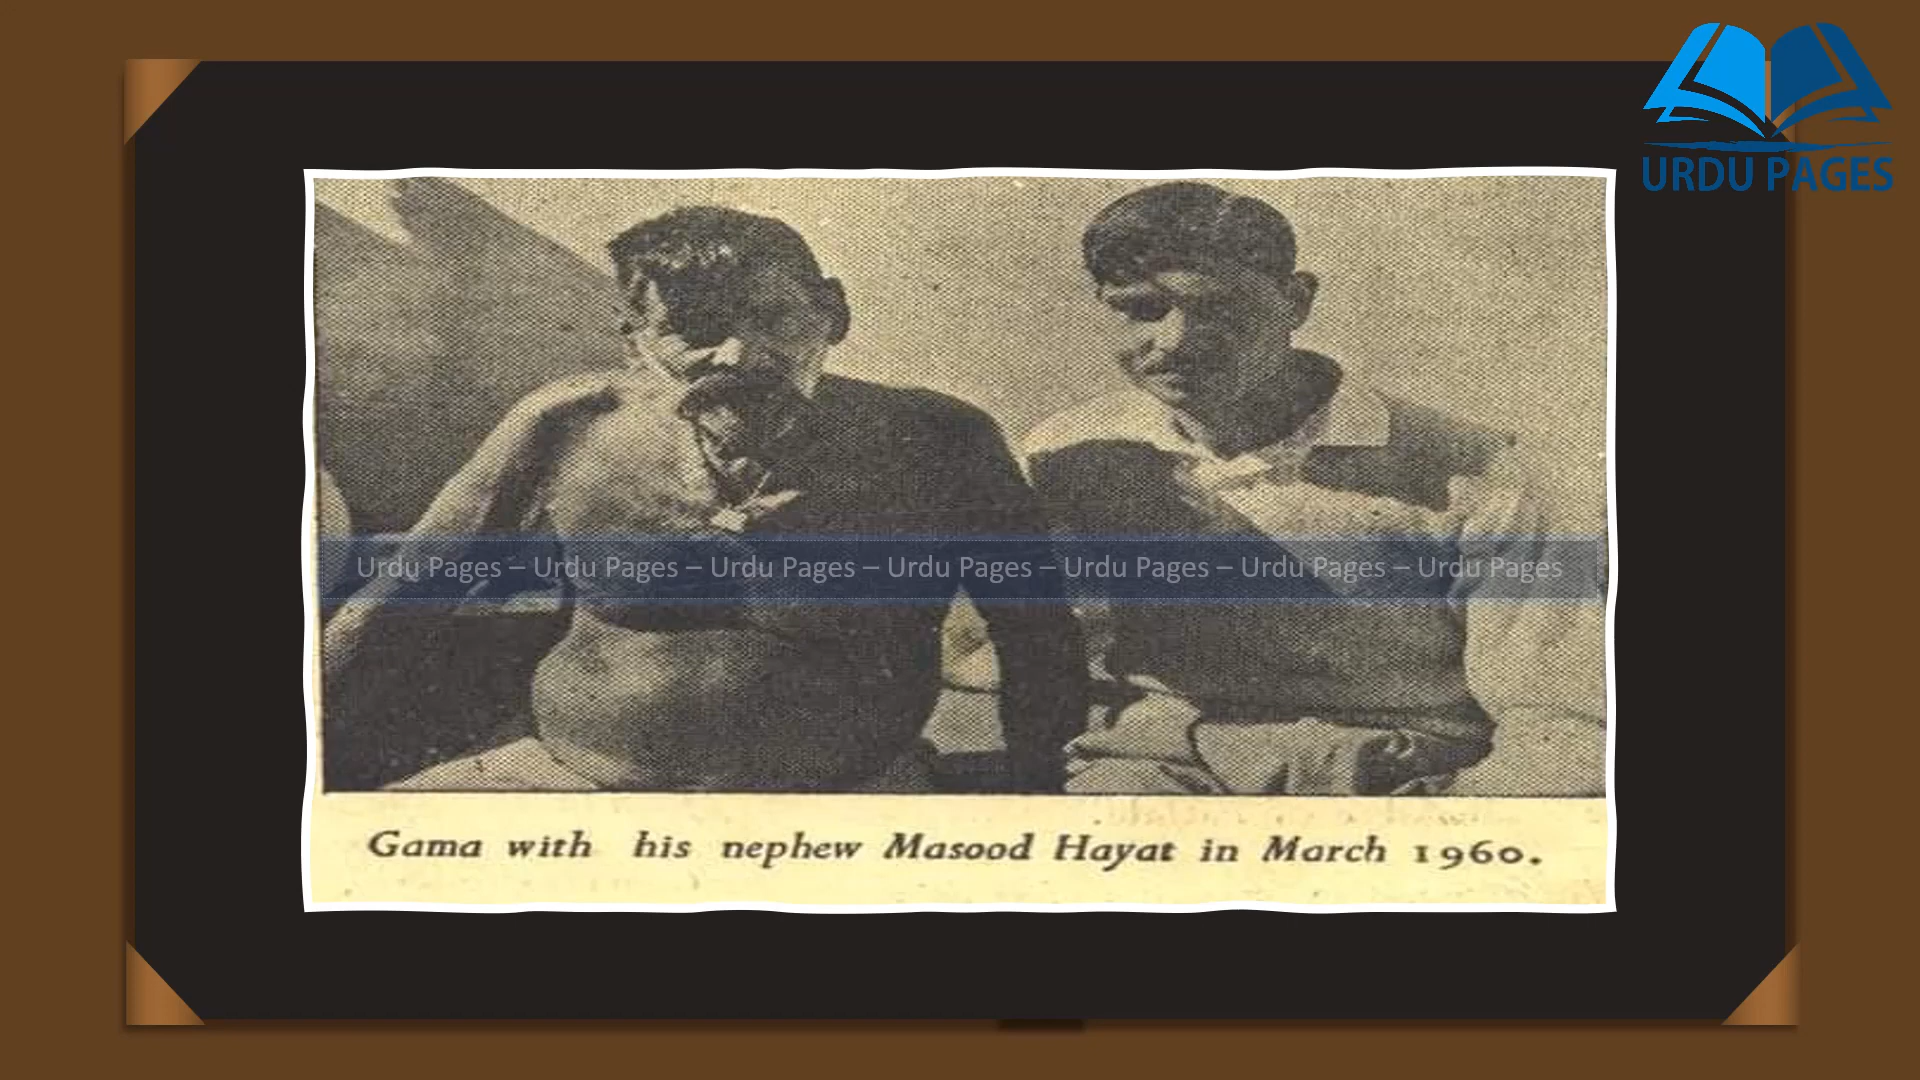 URDU PAGES
Urdu Pages – Urdu Pages – Urdu Pages – Urdu Pages – Urdu Pages – Urdu Pages – Urdu Pages
Gama with his nephew Masood Hayat in March 1960.